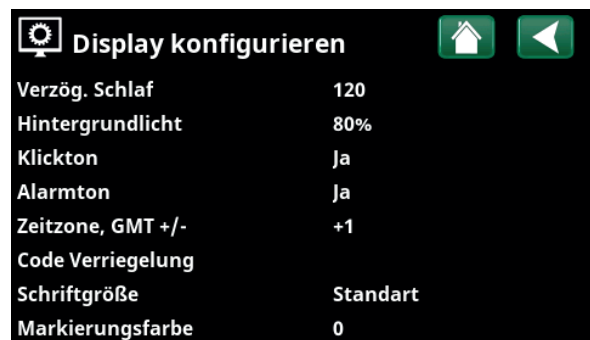 Display konfigurieren
Verzög. Schlaf 120
Hintergrundlicht 80%
Klickton Ja
Alarmton Ja
Zeitzone, GMT +/- +1
Code Verriegelung
Schriftgröße Standart
Markierungsfarbe 0